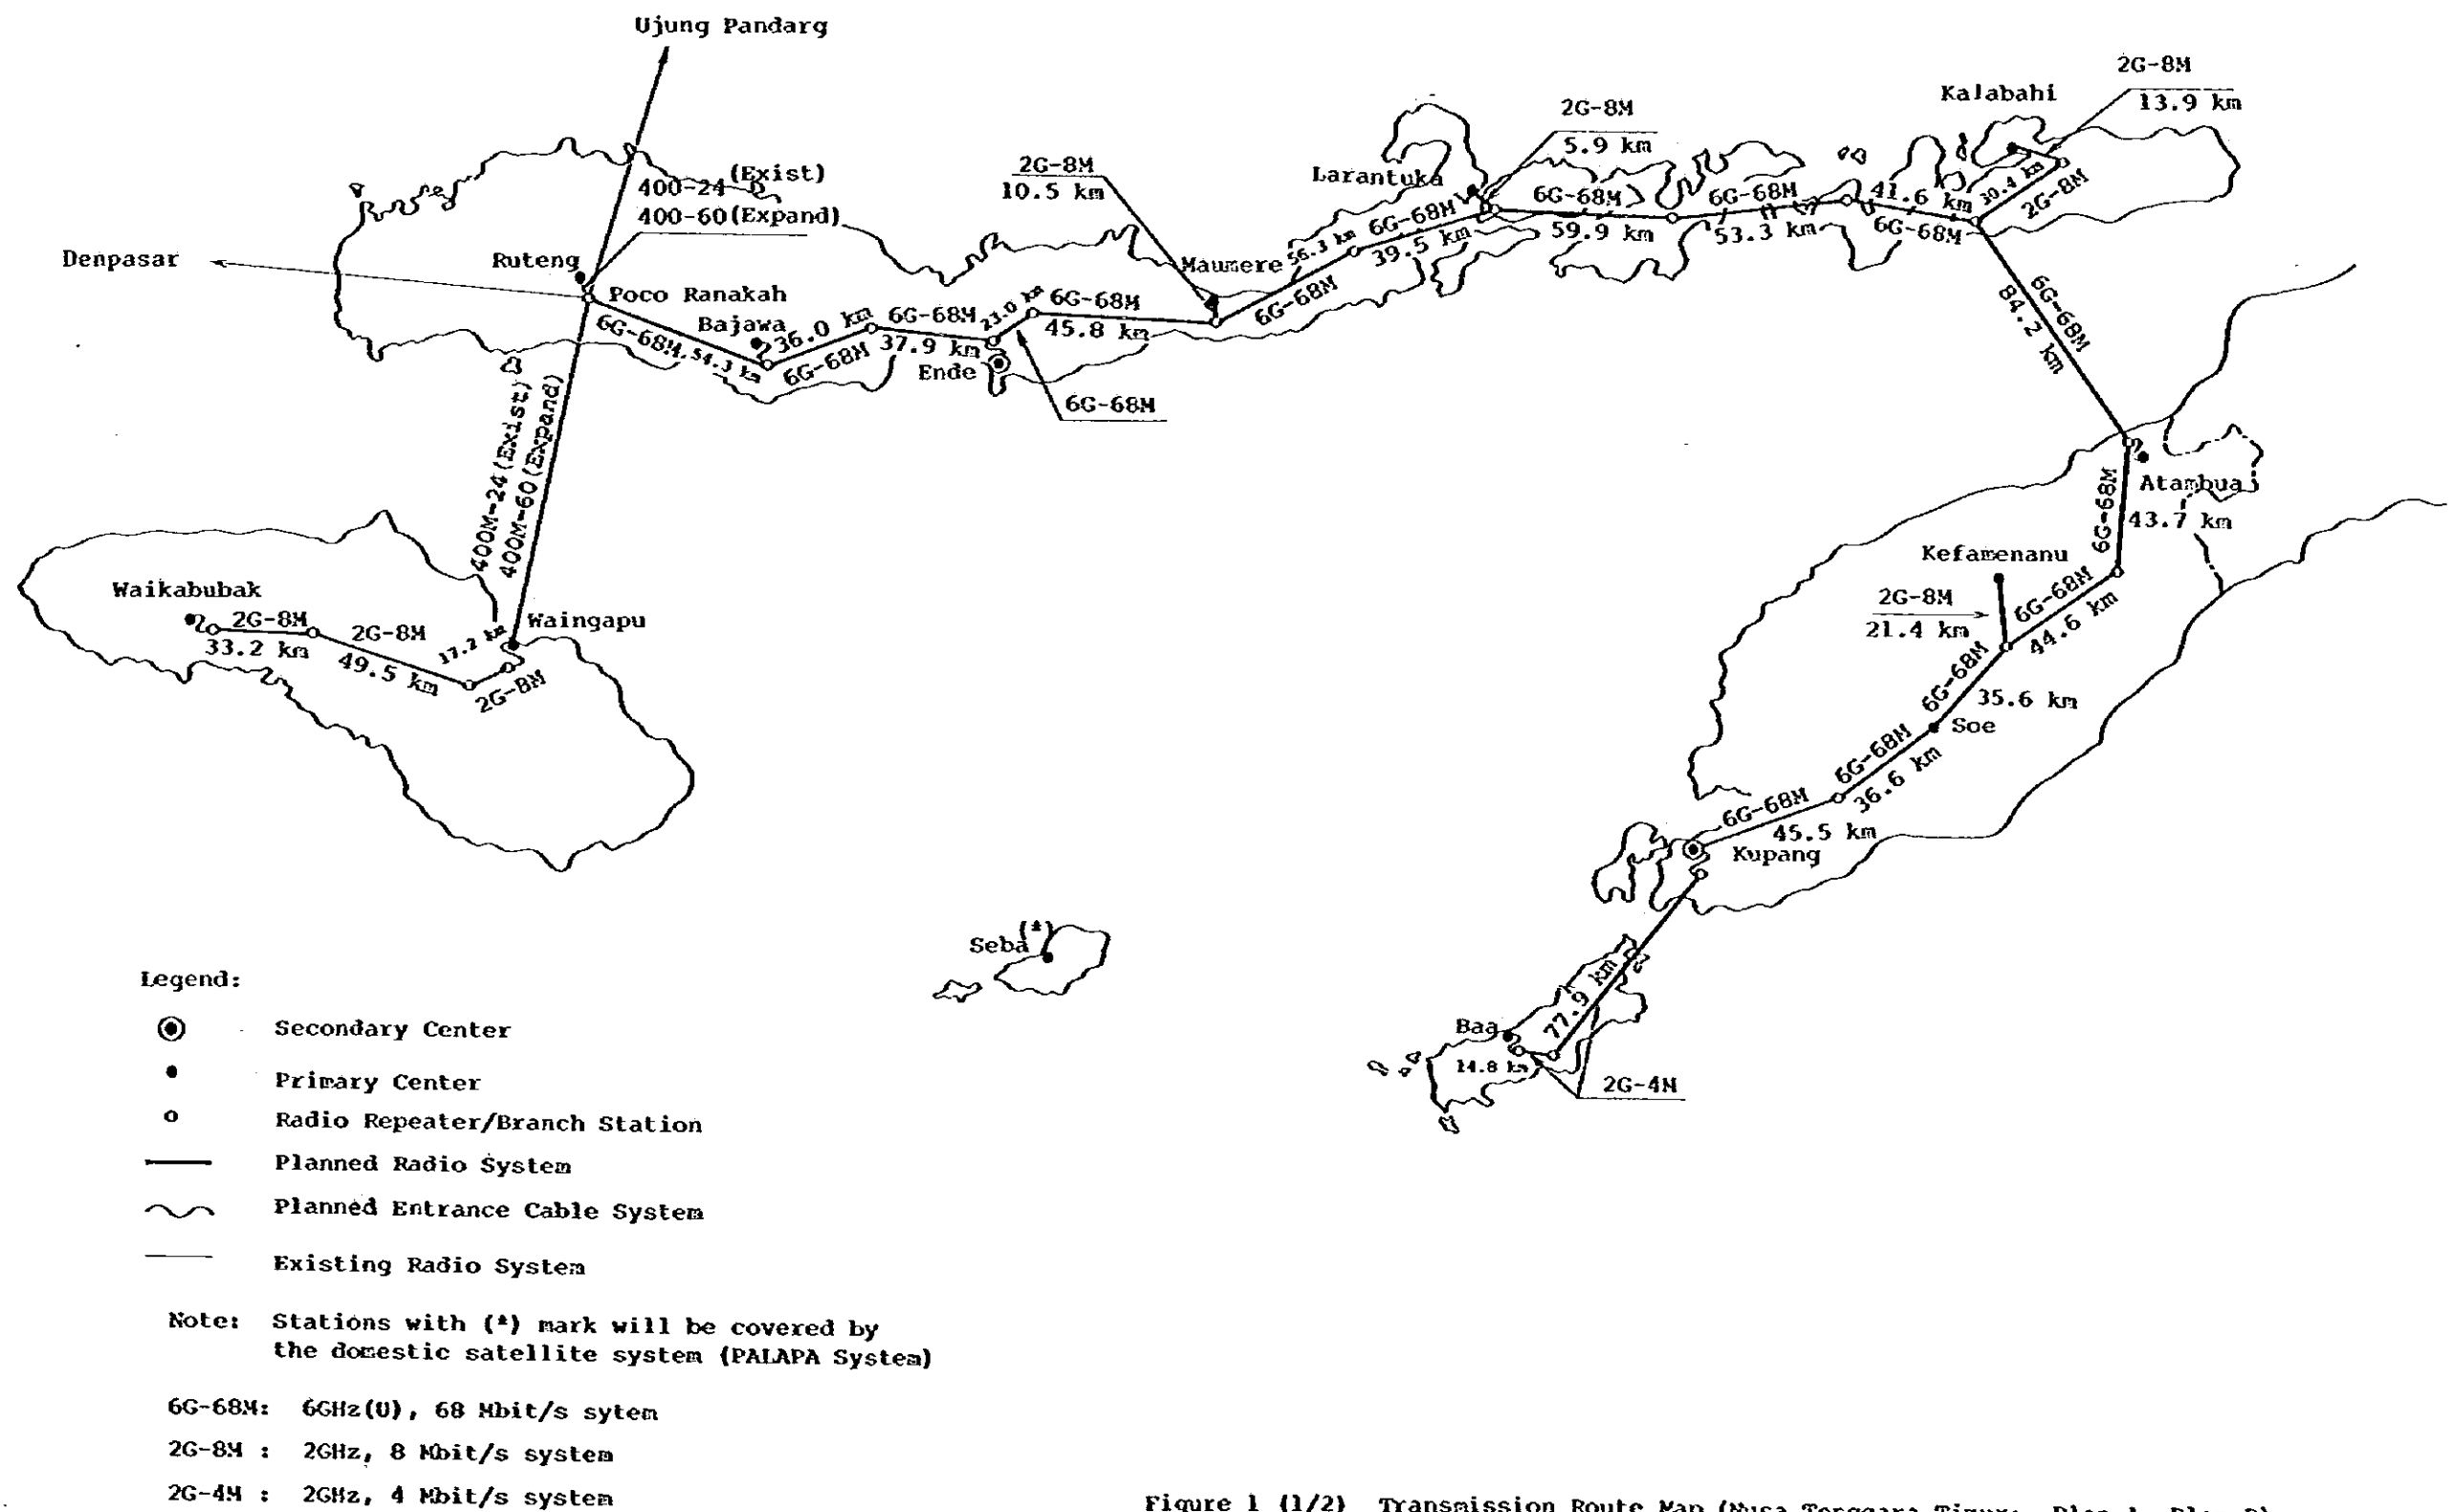 Ujung Pandarg
2G-8M
13.9 km
Kalabahi
2G-8M
5.9 km
2G-8M
10.5 km
Larantuka
400-24 (Exist)
400-60(Expand)
Denpasar
Ruteng
Poco Ranakah
Bajawa
6G-68M
54.3 km
36.0 km
6G-68M
6G-68M
37.9 km
Ende
23.0 km
6G-68M
6G-68M
45.8 km
Maumere
56.3 km
6G-68M
6G-68M
39.5 km
6G-68M
59.9 km
6G-68M
53.3 km
41.6 km
6G-68M
30.4 km
2G-8M
6G-68M
84.2 km
Atambua
6G-68M
43.7 km
Kefamenanu
2G-8M
21.4 km
6G-68M
44.6 km
6G-68M
35.6 km
Soe
6G-68M
36.6 km
6G-68M
45.5 km
Kupang
400M-24(Exist)
400M-60(Expand)
Waikabubak
2G-8M
33.2 km
2G-8M
49.5 km
17.2 km
2G-8M
Waingapu
Seba
(*)
77.9 km
Baa
14.8 km
2G-4M
Legend:
Secondary Center
Primary Center
Radio Repeater/Branch Station
Planned Radio System
Planned Entrance Cable System
Existing Radio System
Note: Stations with (*) mark will be covered by
the domestic satellite system (PALAPA System)
6G-68M: 6GHz(U), 68 Mbit/s sytem
2G-8M : 2GHz, 8 Mbit/s system
2G-4M : 2GHz, 4 Mbit/s system
Figure 1 (1/2) Transmission Route Map (Nusa Tenggara Timur: